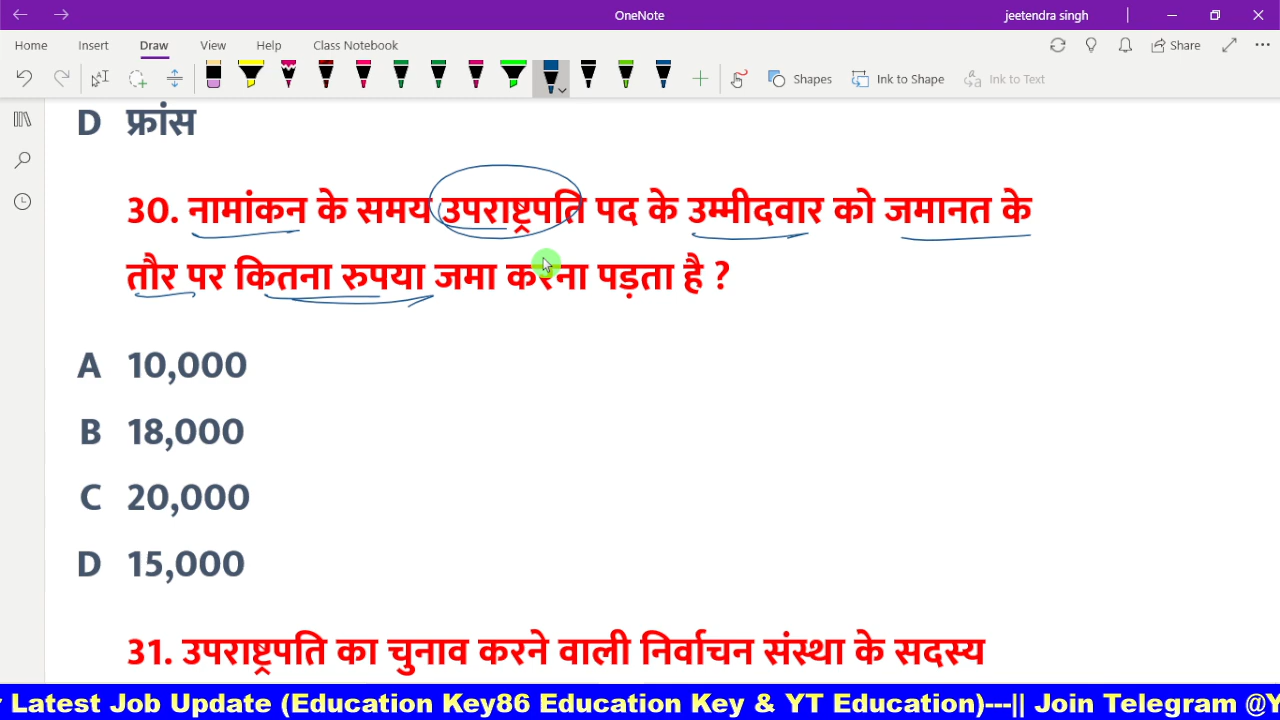 OneNote
jeetendra singh
Home Insert Draw View Help Class Notebook Share
Shapes Ink to Shape Ink to Text
D फ्रांस
30. नामांकन के समय उपराष्ट्रपति पद के उम्मीदवार को जमानत के
तौर पर कितना रुपया जमा करना पड़ता है ?
A 10,000
B 18,000
C 20,000
D 15,000
31. उपराष्ट्रपति का चुनाव करने वाली निर्वाचन संस्था के सदस्य
Latest Job Update (Education Key86 Education Key & YT Education)---|| Join Telegram @Y